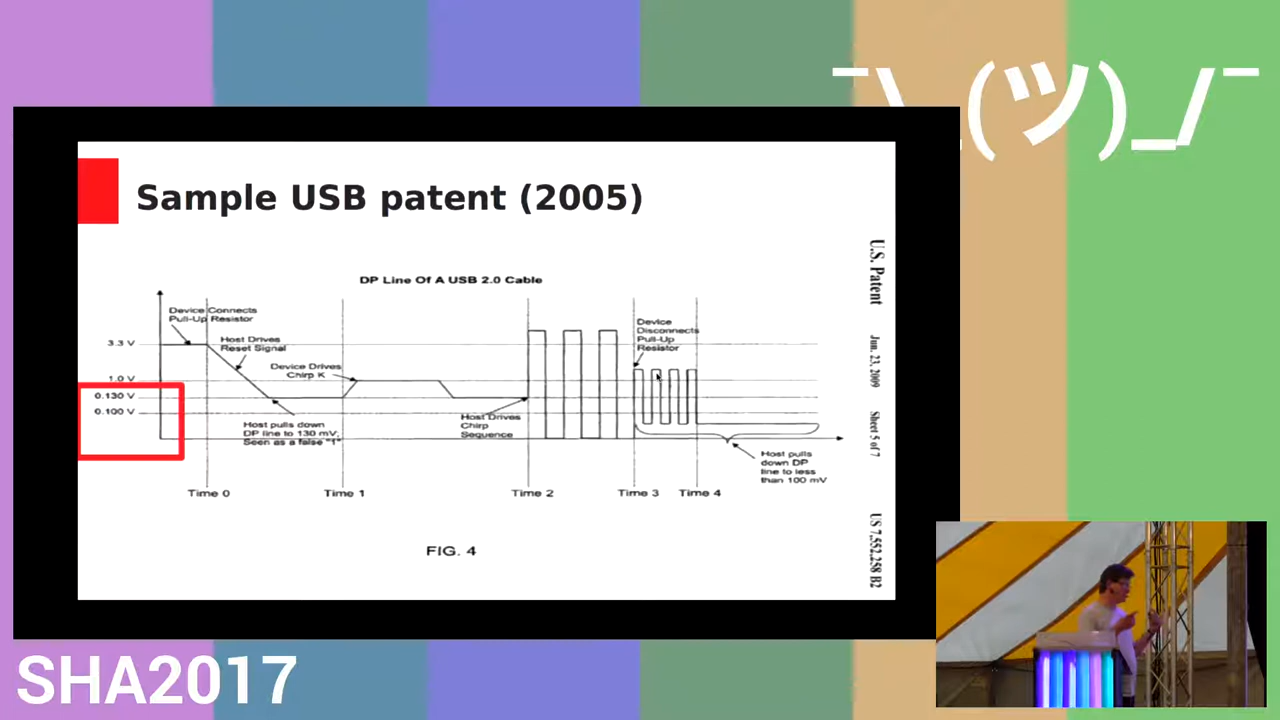 ¯\_(ツ)_/¯
Sample USB patent (2005)
DP Line Of A USB 2.0 Cable
Device Connects
Pull-Up Resistor
Host Drives
Reset Signal
Device Drives
Chirp K
Device
Disconnects
Pull-Up
Resistor
3.3 V
1.0 V
0.130 V
0.100 V
Host pulls down
DP line to 130 mV;
Seen as a false "1"
Host Drives
Chirp
Sequence
Host pulls
down DP
line to less
than 100 mV
Time 0
Time 1
Time 2
Time 3
Time 4
FIG. 4
U.S. Patent
Jun. 23, 2009
Sheet 5 of 7
US 7,552,258 B2
SHA2017